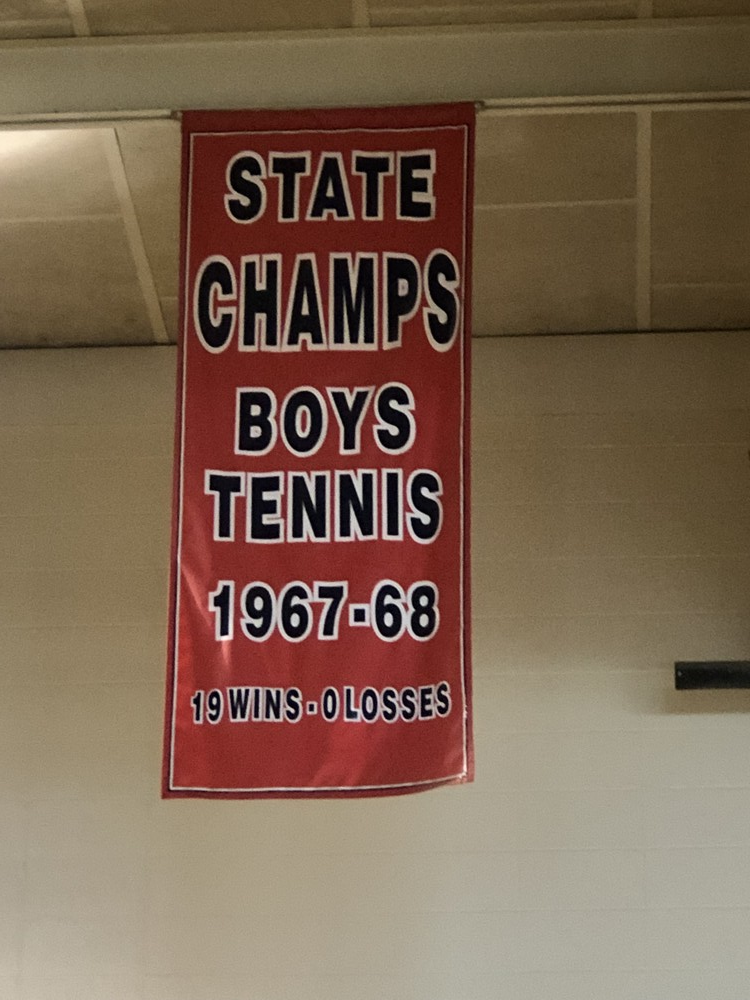 STATE
CHAMPS
BOYS
TENNIS
1967-68
19 WINS - 0 LOSSES